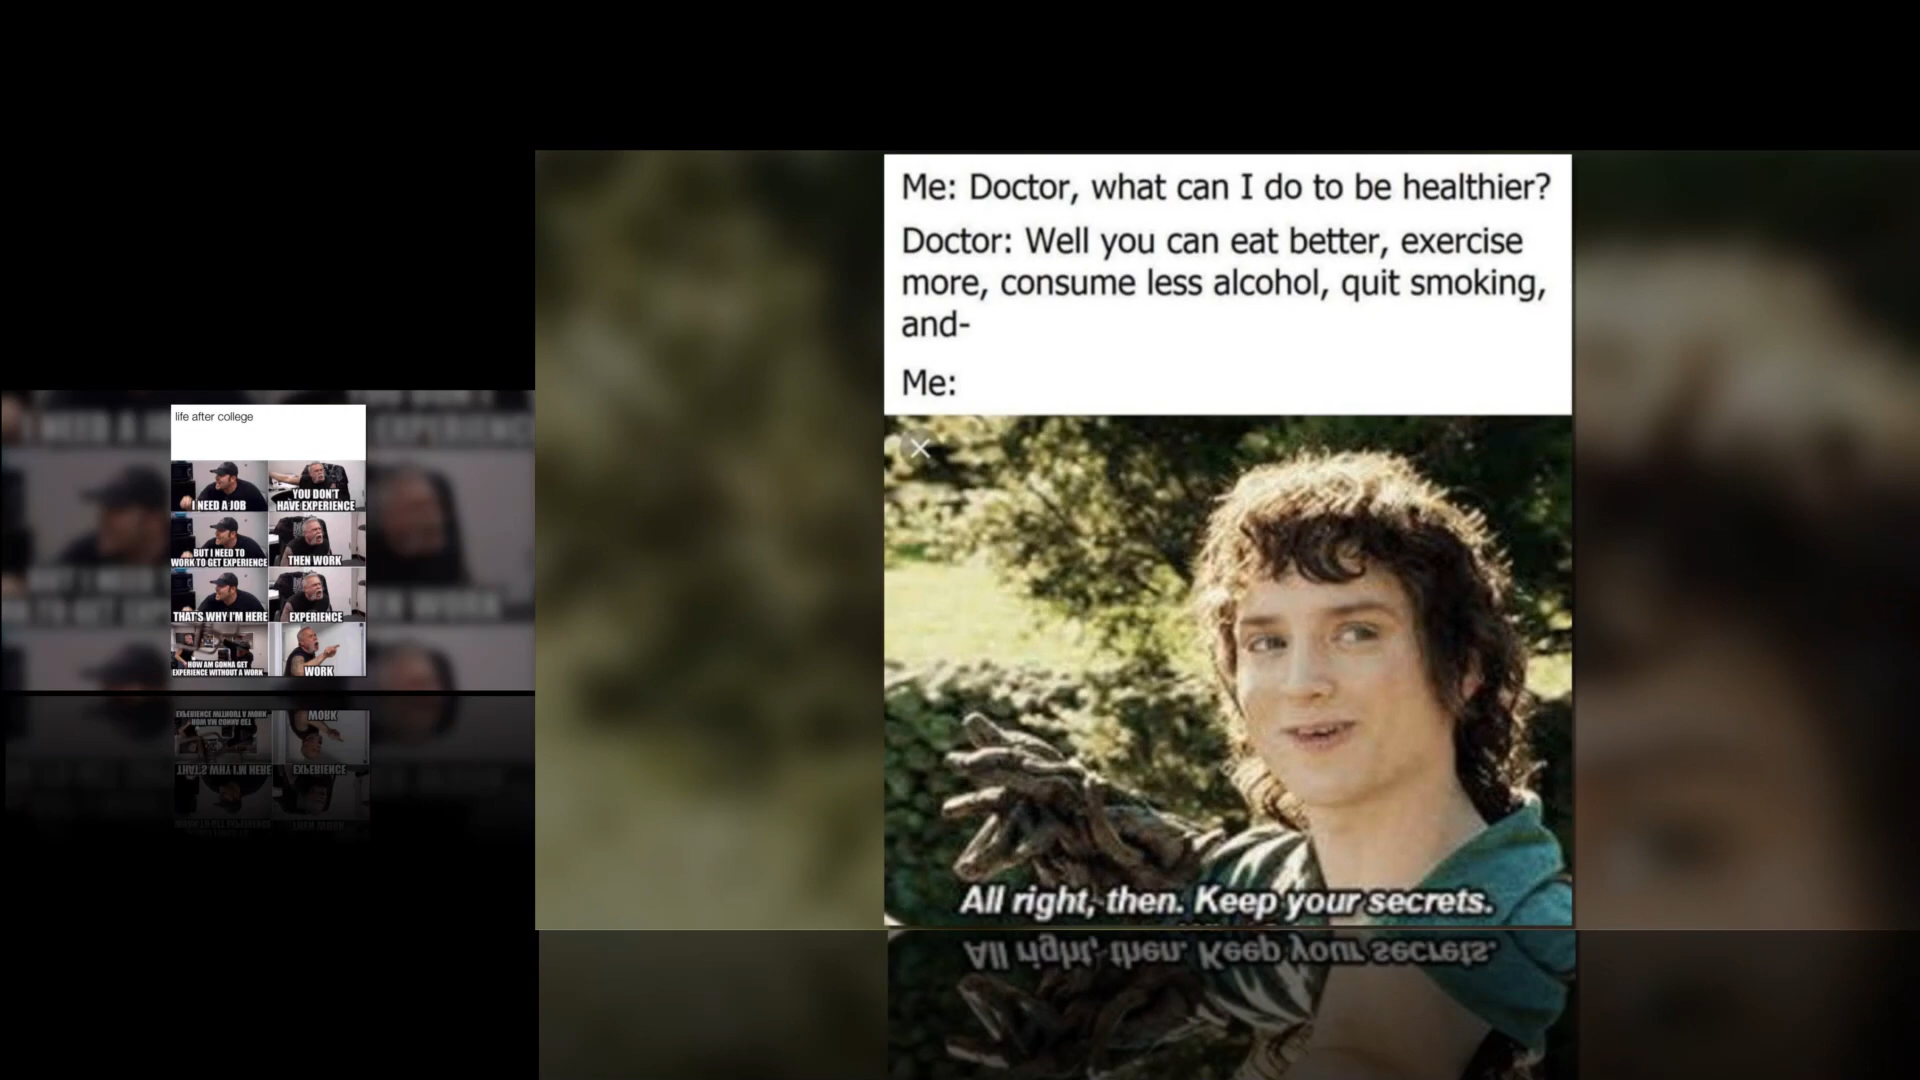 life after college
I NEED A JOB
YOU DON'T
HAVE EXPERIENCE
BUT I NEED TO
WORK TO GET EXPERIENCE
THEN WORK
THAT'S WHY I'M HERE
EXPERIENCE
HOW AM GONNA GET
EXPERIENCE WITHOUT A WORK
WORK
Me: Doctor, what can I do to be healthier?
Doctor: Well you can eat better, exercise
more, consume less alcohol, quit smoking,
and-
Me:
All right, then. Keep your secrets.